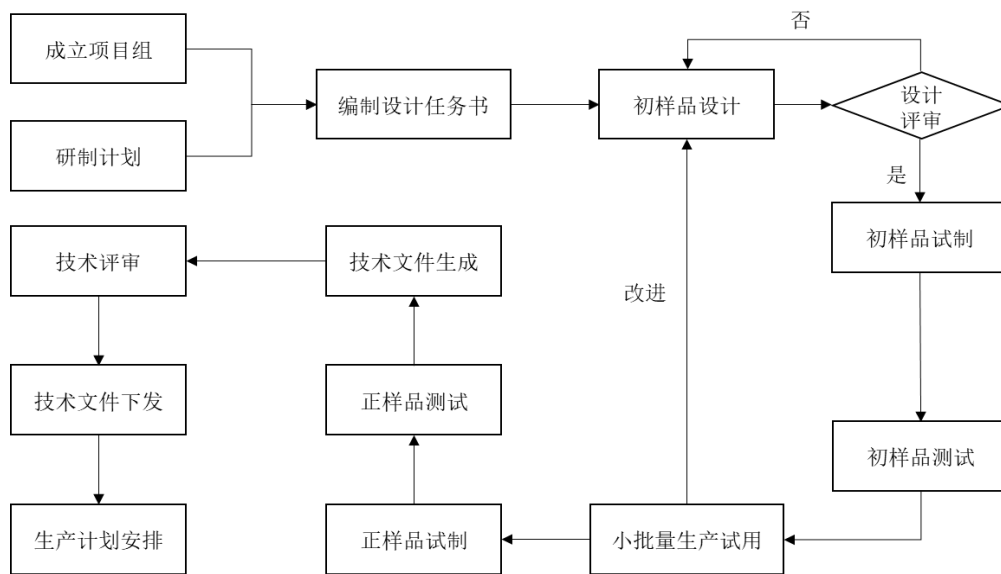 成立项目组
研制计划
编制设计任务书
初样品设计
否
设计
评审
是
初样品试制
初样品测试
小批量生产试用
改进
正样品试制
正样品测试
技术文件生成
技术评审
技术文件下发
生产计划安排